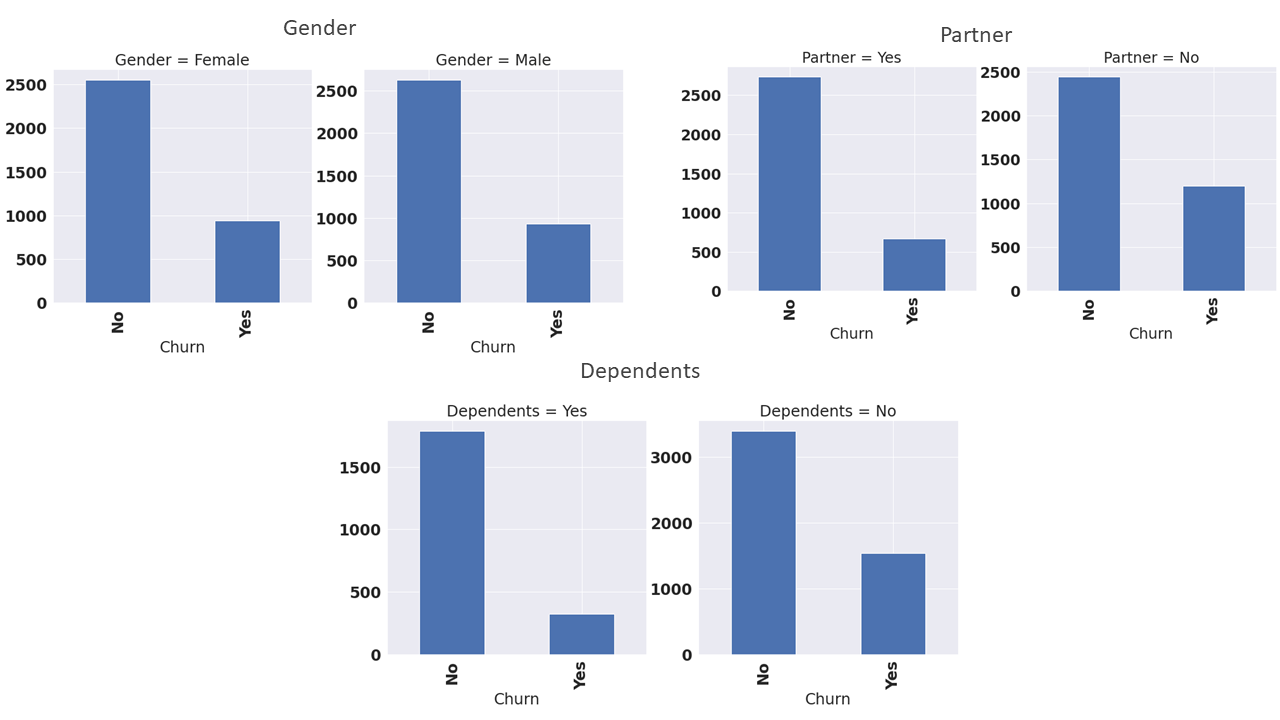 Gender
Partner
Gender = Female
Gender = Male
Partner = Yes
Partner = No
2500
2000
1500
1000
500
0
No
Yes
Churn
2500
2000
1500
1000
500
0
No
Yes
Churn
2500
2000
1500
1000
500
0
No
Yes
Churn
2500
2000
1500
1000
500
0
No
Yes
Churn
Dependents
Dependents = Yes
Dependents = No
1500
1000
500
0
No
Yes
Churn
3000
2000
1000
0
No
Yes
Churn